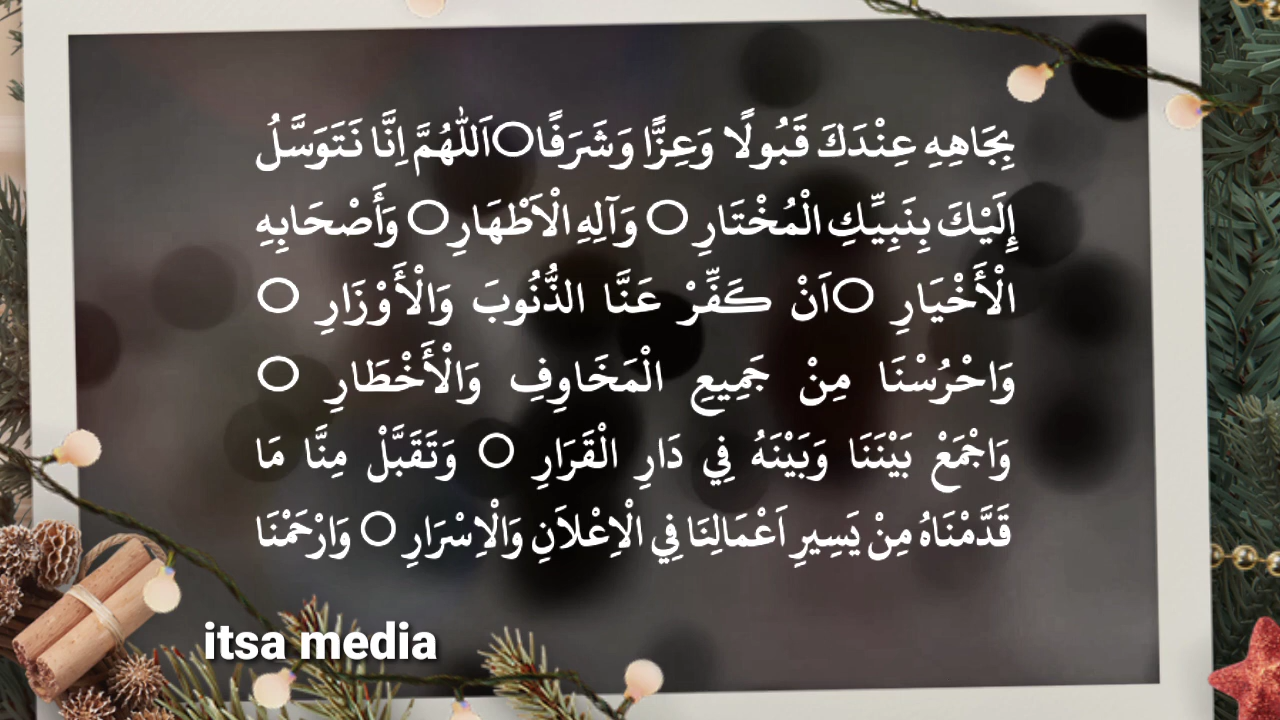 بِجَاهِهِ عِنْدَكَ قَبُولًا وَعِزًّا وَشَرَفًا○اَللّٰهُمَّ اِنَّا نَتَوَسَّلُ
إِلَيْكَ بِنَبِيِّكِ الْمُخْتَارِ ○ وَآلِهِ الْاَطْهَارِ○ وَأَصْحَابِهِ
الْأَخْيَارِ ○اَنْ كَفِّرْ عَنَّا الذُّنُوبَ وَالْأَوْزَارِ ○
وَاحْرُسْنَا مِنْ جَمِيعِ الْمَخَاوِفِ وَالْأَخْطَارِ ○
وَاجْمَعْ بَيْنَنَا وَبَيْنَهُ فِي دَارِ الْقَرَارِ ○ وَتَقَبَّلْ مِنَّا مَا
قَدَّمْنَاهُ مِنْ يَسِيرِ اَعْمَالِنَا فِي الْاِعْلاَنِ وَالْاِسْرَارِ ○ وَارْحَمْنَا
itsa media